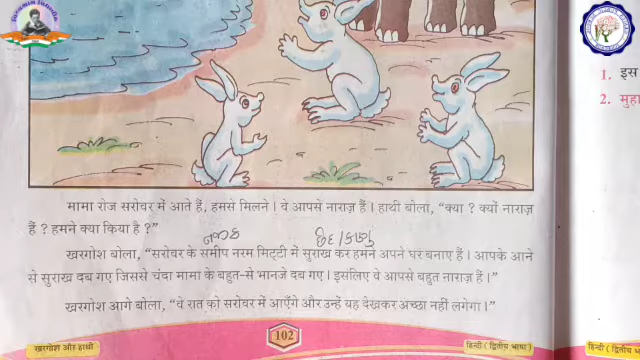 1. इस
2. मुहा
मामा रोज सरोवर में आते हैं, हमसे मिलने। वे आपसे नाराज़ हैं। हाथी बोला, “क्या ? क्यों नाराज़
हैं ? हमने क्या किया है ?”
खरगोश बोला, “सरोवर के समीप नरम मिट्टी में सुराख कर हमने अपने घर बनाए हैं। आपके आने
से सुराख दब गए जिससे चंदा मामा के बहुत-से भानजे दब गए। इसलिए वे आपसे बहुत नाराज़ हैं।”
खरगोश आगे बोला, “वे रात को सरोवर में आएँगे और उन्हें यह देखकर अच्छा नहीं लगेगा।”
102
खरगोश और हाथी
हिन्दी ( द्वितीय भाषा )
हिन्दी ( द्वितीय भ